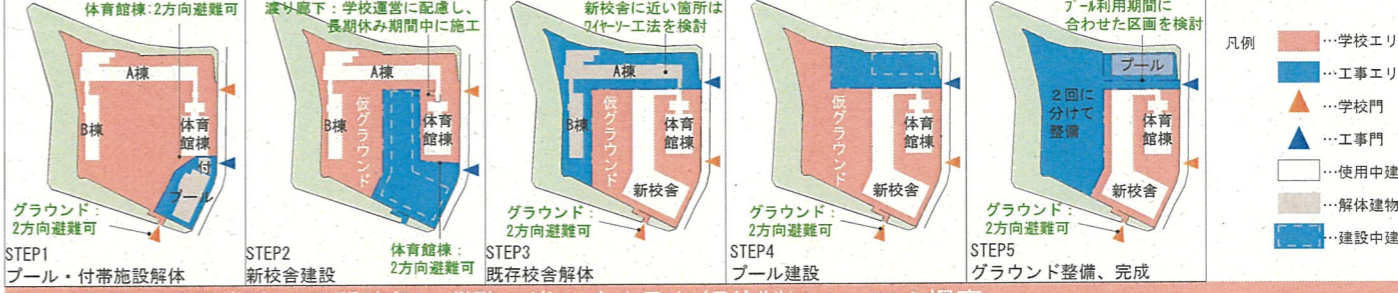 体育館棟：2方向避難可
A棟
B棟
体育
館棟
付
プール
グラウンド：
2方向避難可
STEP1
プール・付帯施設解体
渡り廊下：学校運営に配慮し、
長期休み期間中に施工
A棟
B棟
仮グラウンド
体育
館棟
体育館棟：
2方向避難可
STEP2
新校舎建設
新校舎に近い箇所は
ワイヤーソー工法を検討
A棟
B棟
仮グラウンド
体育
館棟
新校舎
グラウンド：
2方向避難可
STEP3
既存校舎解体
仮グラウンド
体育
館棟
新校舎
グラウンド：
2方向避難可
STEP4
プール建設
プール利用期間に
合わせた区画を検討
プール
2回に
分けて
整備
体育
館棟
新校舎
グラウンド：
2方向避難可
STEP5
グラウンド整備、完成
凡例
…学校エリ
…工事エリ
…学校門
…工事門
…使用中建
…解体建物
…建設中建